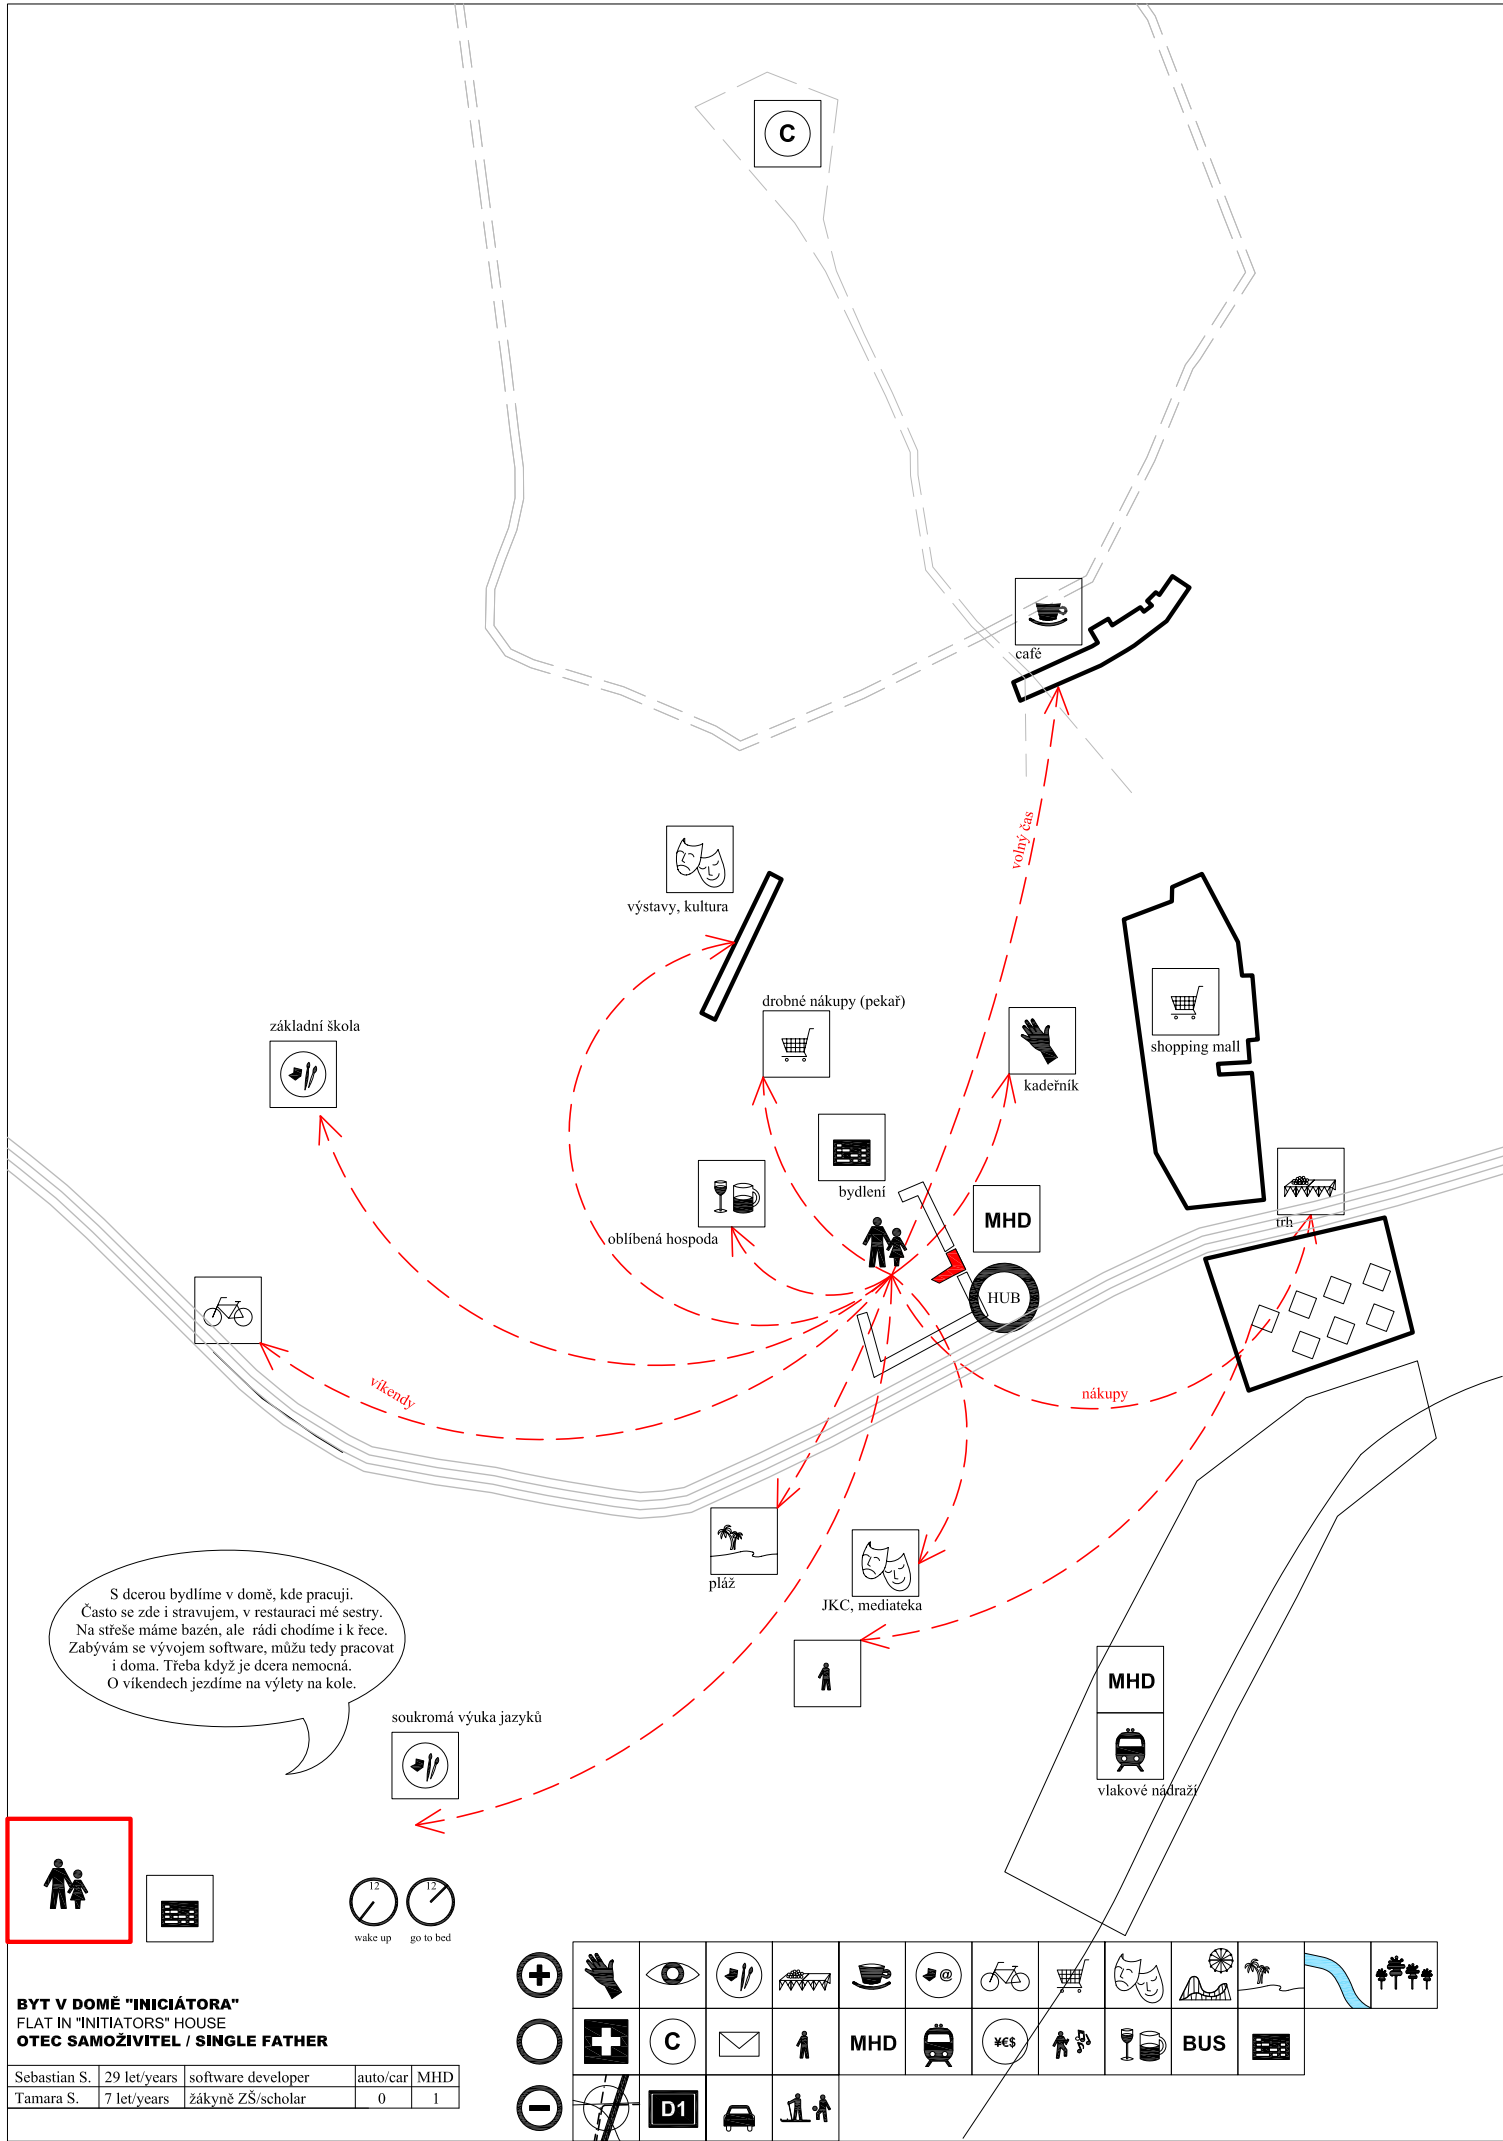 C
café
volný čas
výstavy, kultura
drobné nákupy (pekař)
základní škola
shopping mall
kadeřník
bydlení
MHD
trh
oblíbená hospoda
HUB
víkendy
nákupy
pláž
JKC, mediateka
S dcerou bydlíme v domě, kde pracuji.
Často se zde i stravujem, v restauraci mé sestry.
Na střeše máme bazén, ale rádi chodíme i k řece.
Zabývám se vývojem software, můžu tedy pracovat
i doma. Třeba když je dcera nemocná.
O víkendech jezdíme na výlety na kole.
MHD
vlakové nádraží
soukromá výuka jazyků
12 12
wake up go to bed
BYT V DOMĚ "INICIÁTORA"
FLAT IN "INITIATORS" HOUSE
OTEC SAMOŽIVITEL / SINGLE FATHER
Sebastian S. 29 let/years software developer auto/car MHD
Tamara S. 7 let/years žákyně ZŠ/scholar 0 1
@
C MHD ¥€$ BUS
D1